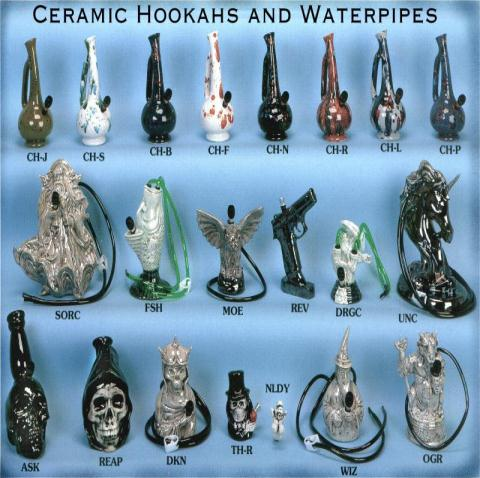 CERAMIC HOOKAHS AND WATERPIPES
CH-J CH-S CH-B CH-F CH-N CH-R CH-L CH-P
SORC FSH MOE REV DRGC UNC
NLDY
ASK REAP DKN TH-R WIZ OGR